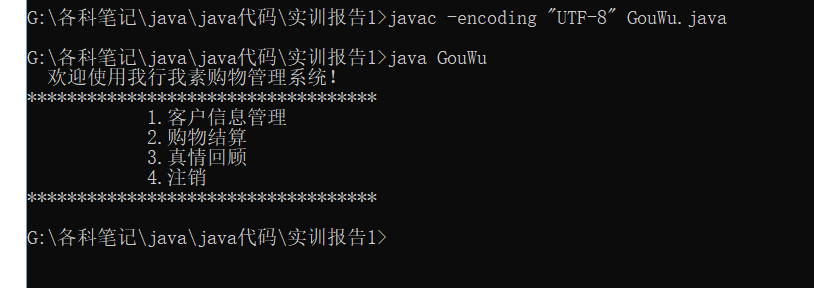 G:\各科笔记\java\java代码\实训报告1>javac -encoding "UTF-8" GouWu.java
G:\各科笔记\java\java代码\实训报告1>java GouWu
欢迎使用我行我素购物管理系统!
***********************************
1.客户信息管理
2.购物结算
3.真情回顾
4.注销
***********************************
G:\各科笔记\java\java代码\实训报告1>